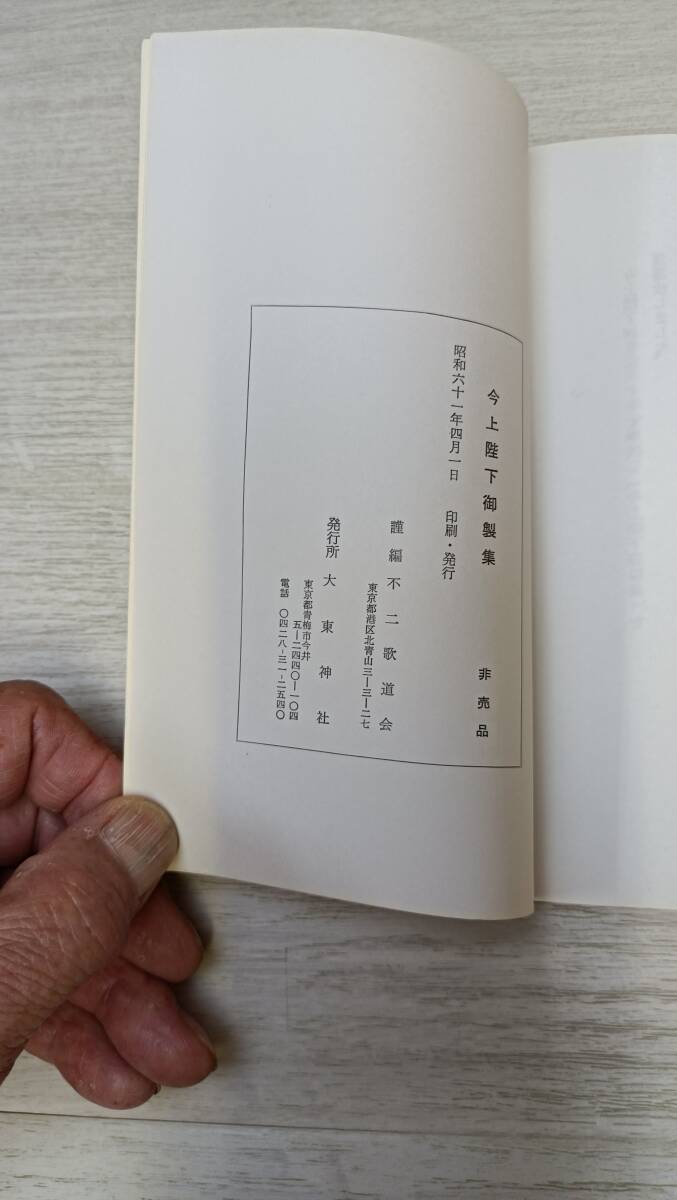 今上陛下御製集
非売品
昭和六十一年四月一日 印刷・発行
謹編 不二歌道会
東京都港区北青山三ー三ー二七
発行所 大東神社
東京都青梅市今井
五ー二四四〇ー一〇四
電話 〇四二八-三一-二五四〇